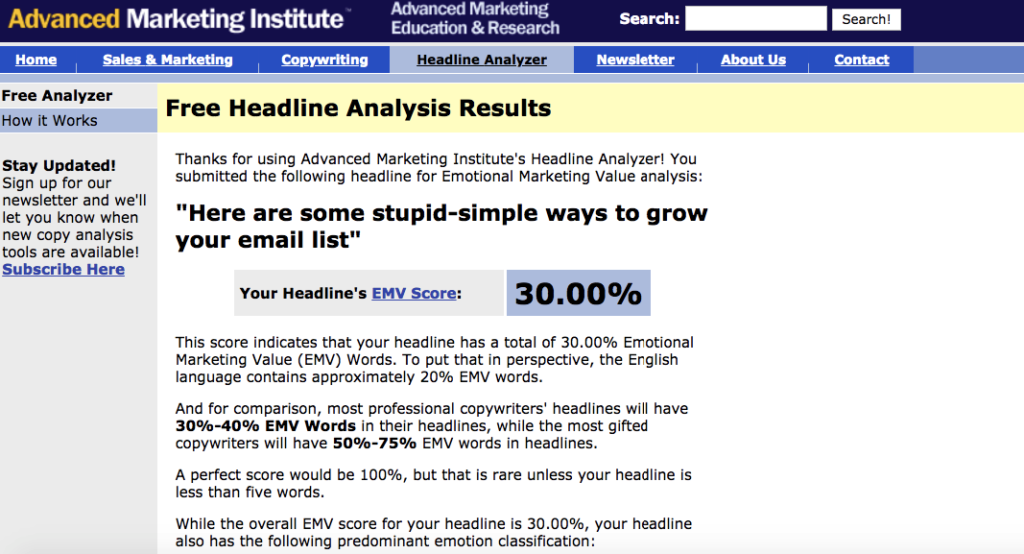 Advanced Marketing Institute™
Advanced Marketing
Education & Research
Search:
Search!
Home
Sales & Marketing
Copywriting
Headline Analyzer
Newsletter
About Us
Contact
Free Analyzer
How it Works
Stay Updated!
Sign up for our
newsletter and we'll
let you know when
new copy analysis
tools are available!
Subscribe Here
Free Headline Analysis Results
Thanks for using Advanced Marketing Institute's Headline Analyzer! You
submitted the following headline for Emotional Marketing Value analysis:
"Here are some stupid-simple ways to grow
your email list"
Your Headline's EMV Score:
30.00%
This score indicates that your headline has a total of 30.00% Emotional
Marketing Value (EMV) Words. To put that in perspective, the English
language contains approximately 20% EMV words.
And for comparison, most professional copywriters' headlines will have
30%-40% EMV Words in their headlines, while the most gifted
copywriters will have 50%-75% EMV words in headlines.
A perfect score would be 100%, but that is rare unless your headline is
less than five words.
While the overall EMV score for your headline is 30.00%, your headline
also has the following predominant emotion classification: